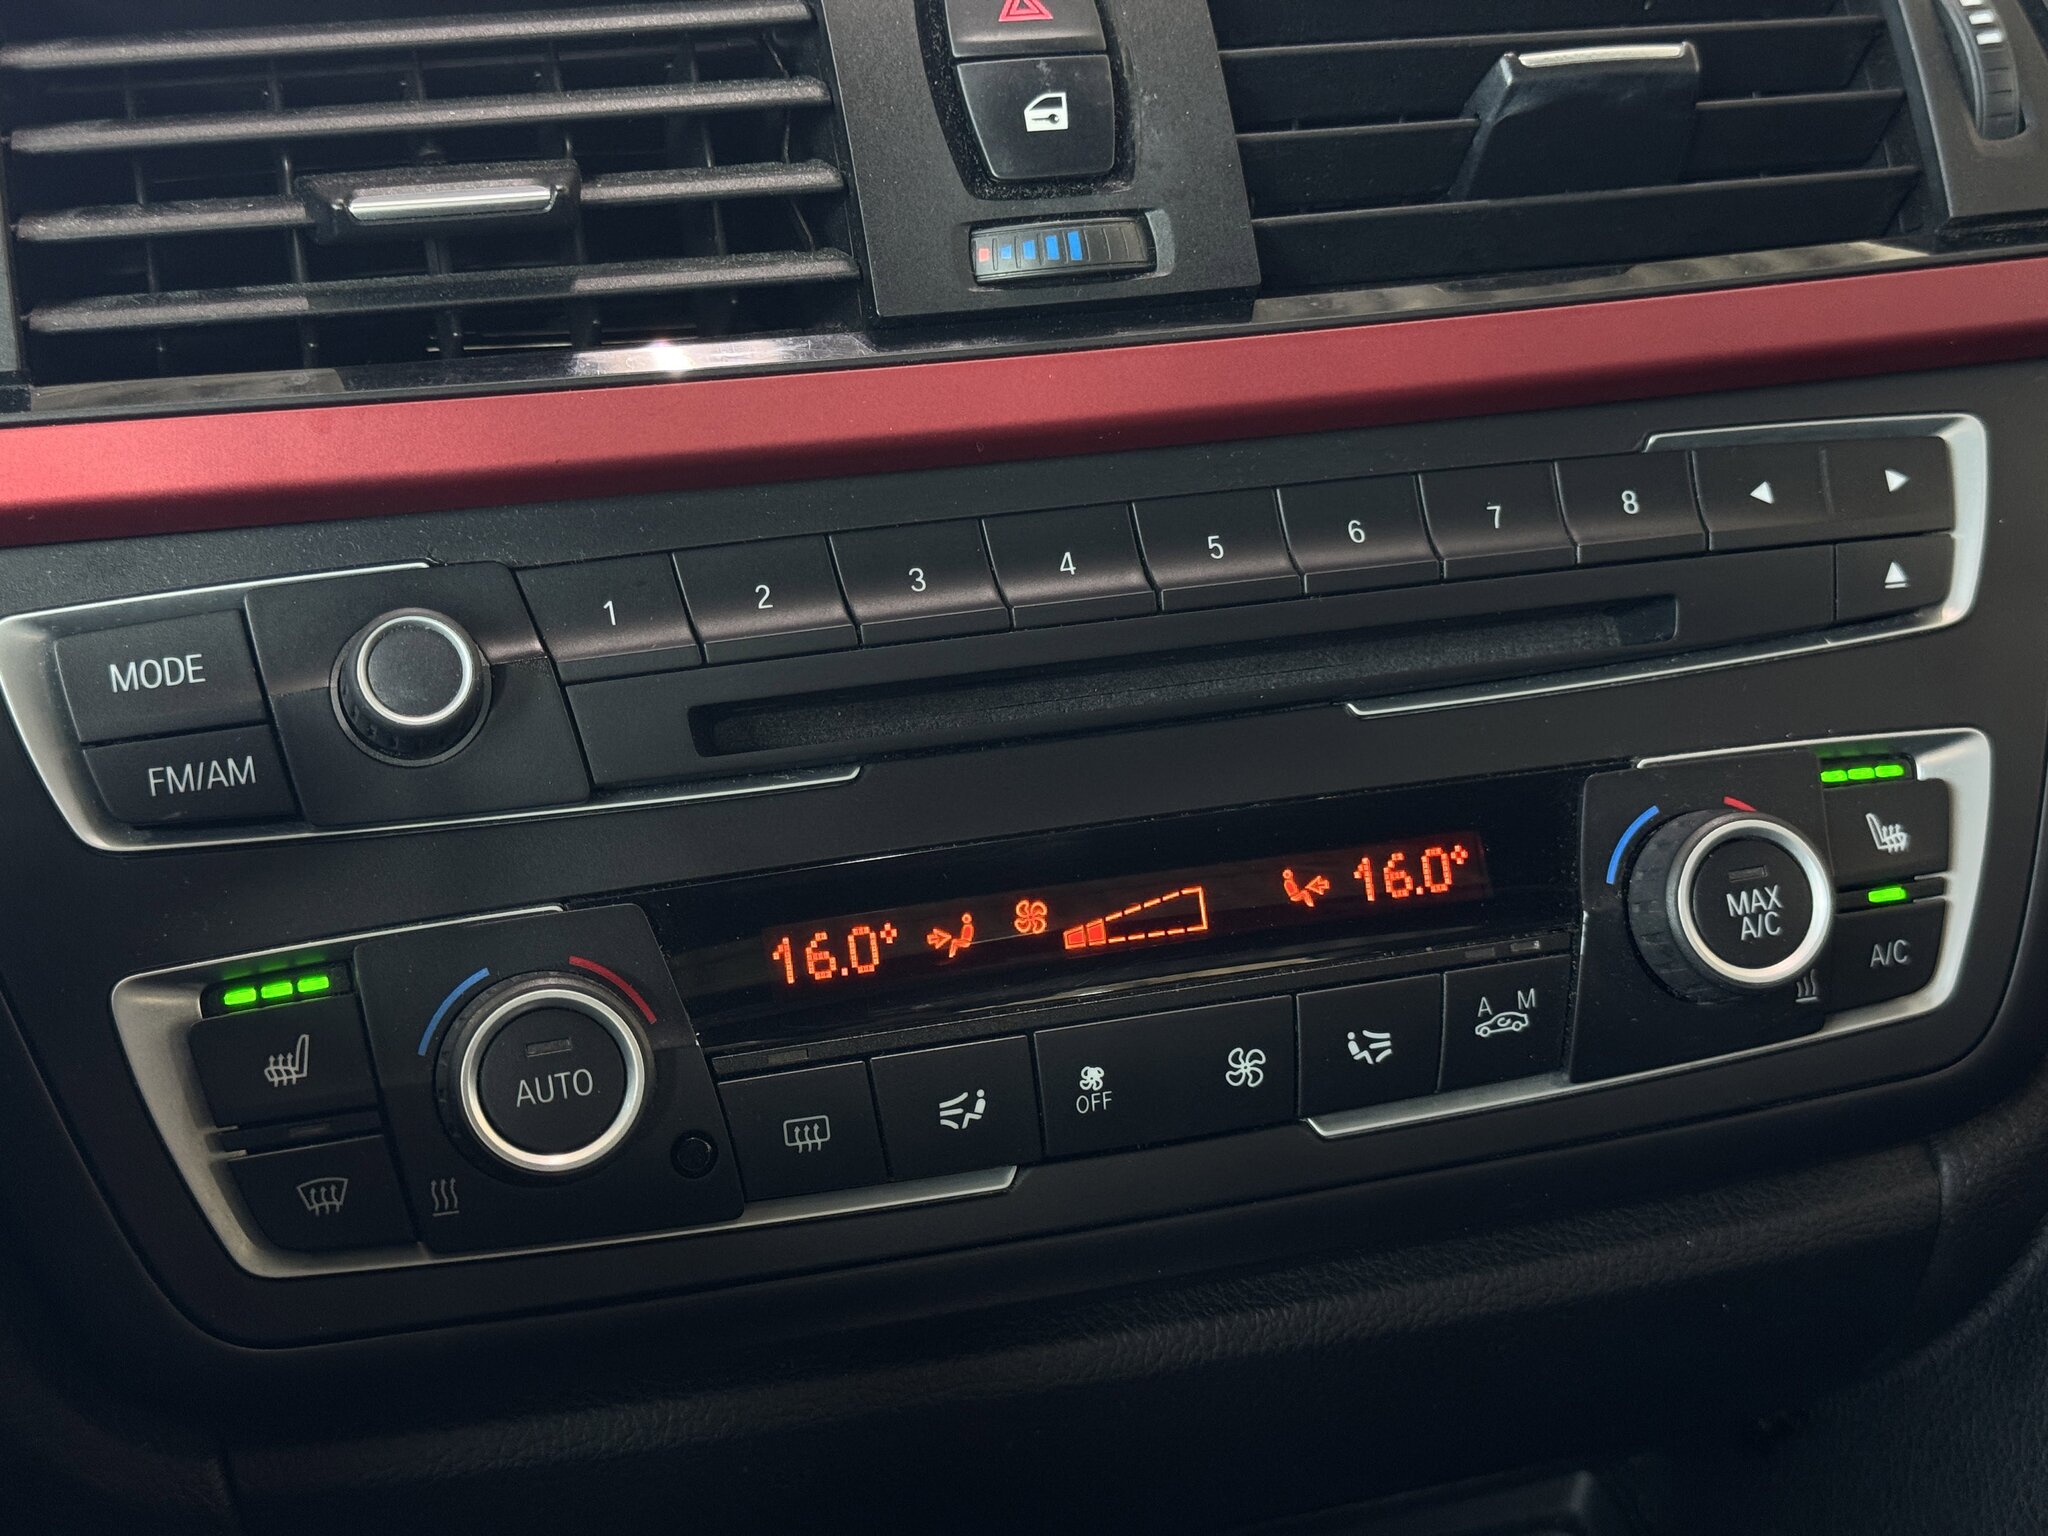 1 2 3 4 5 6 7 8
MODE
FM/AM
16.0° 16.0°
MAX
A/C
A/C
AUTO
OFF
A M